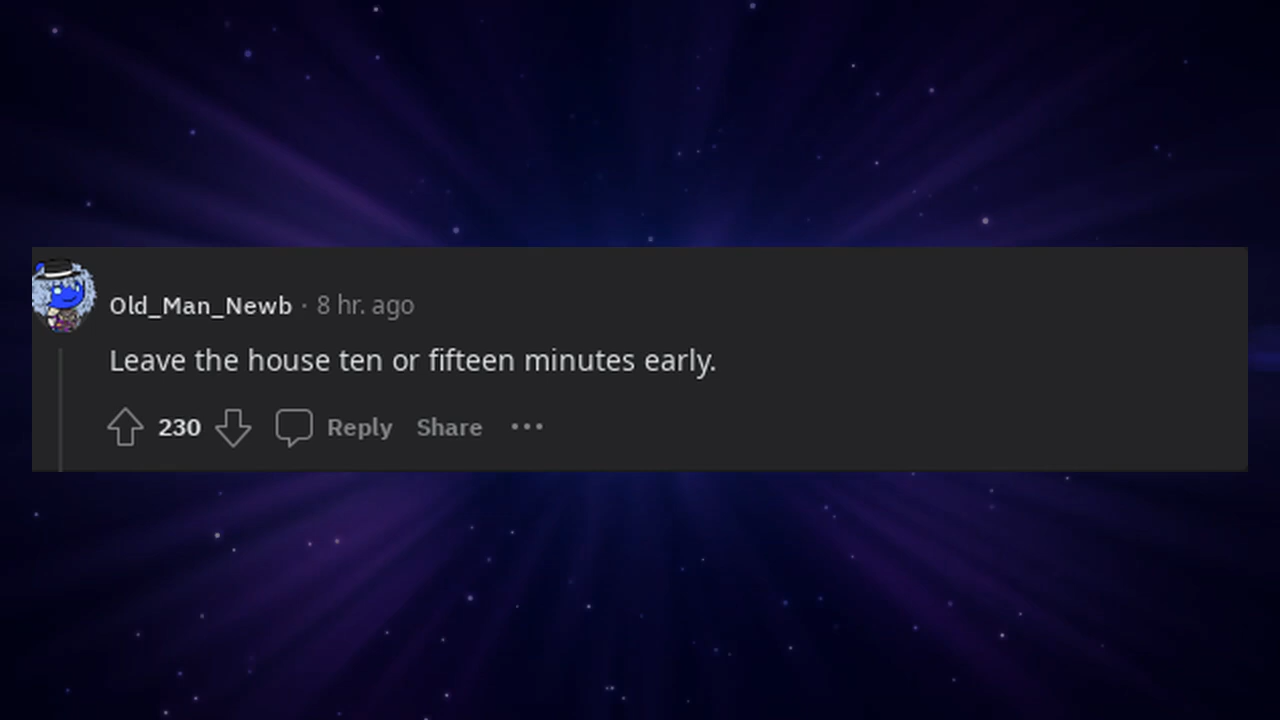 Old_Man_Newb · 8 hr. ago
Leave the house ten or fifteen minutes early.
230 Reply Share •••